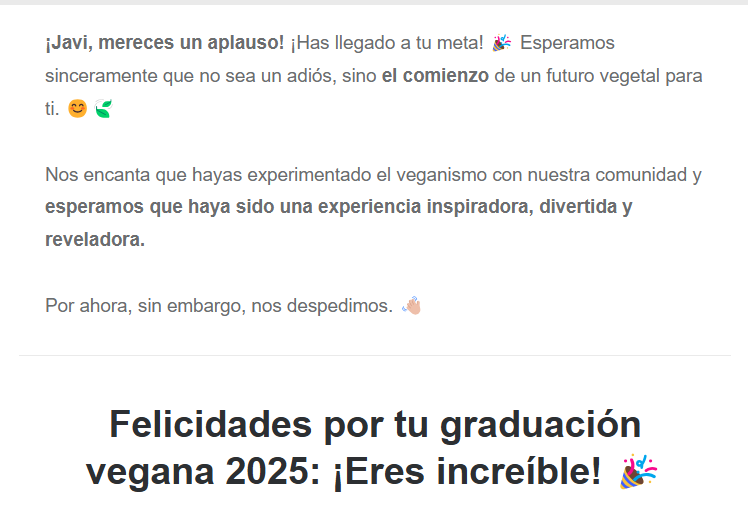 ¡Javi, mereces un aplauso! ¡Has llegado a tu meta! 🎉 Esperamos
sinceramente que no sea un adiós, sino el comienzo de un futuro vegetal para
ti. 😊🌿
Nos encanta que hayas experimentado el veganismo con nuestra comunidad y
esperamos que haya sido una experiencia inspiradora, divertida y
reveladora.
Por ahora, sin embargo, nos despedimos. 👋🏼
Felicidades por tu graduación
vegana 2025: ¡Eres increíble! 🎉